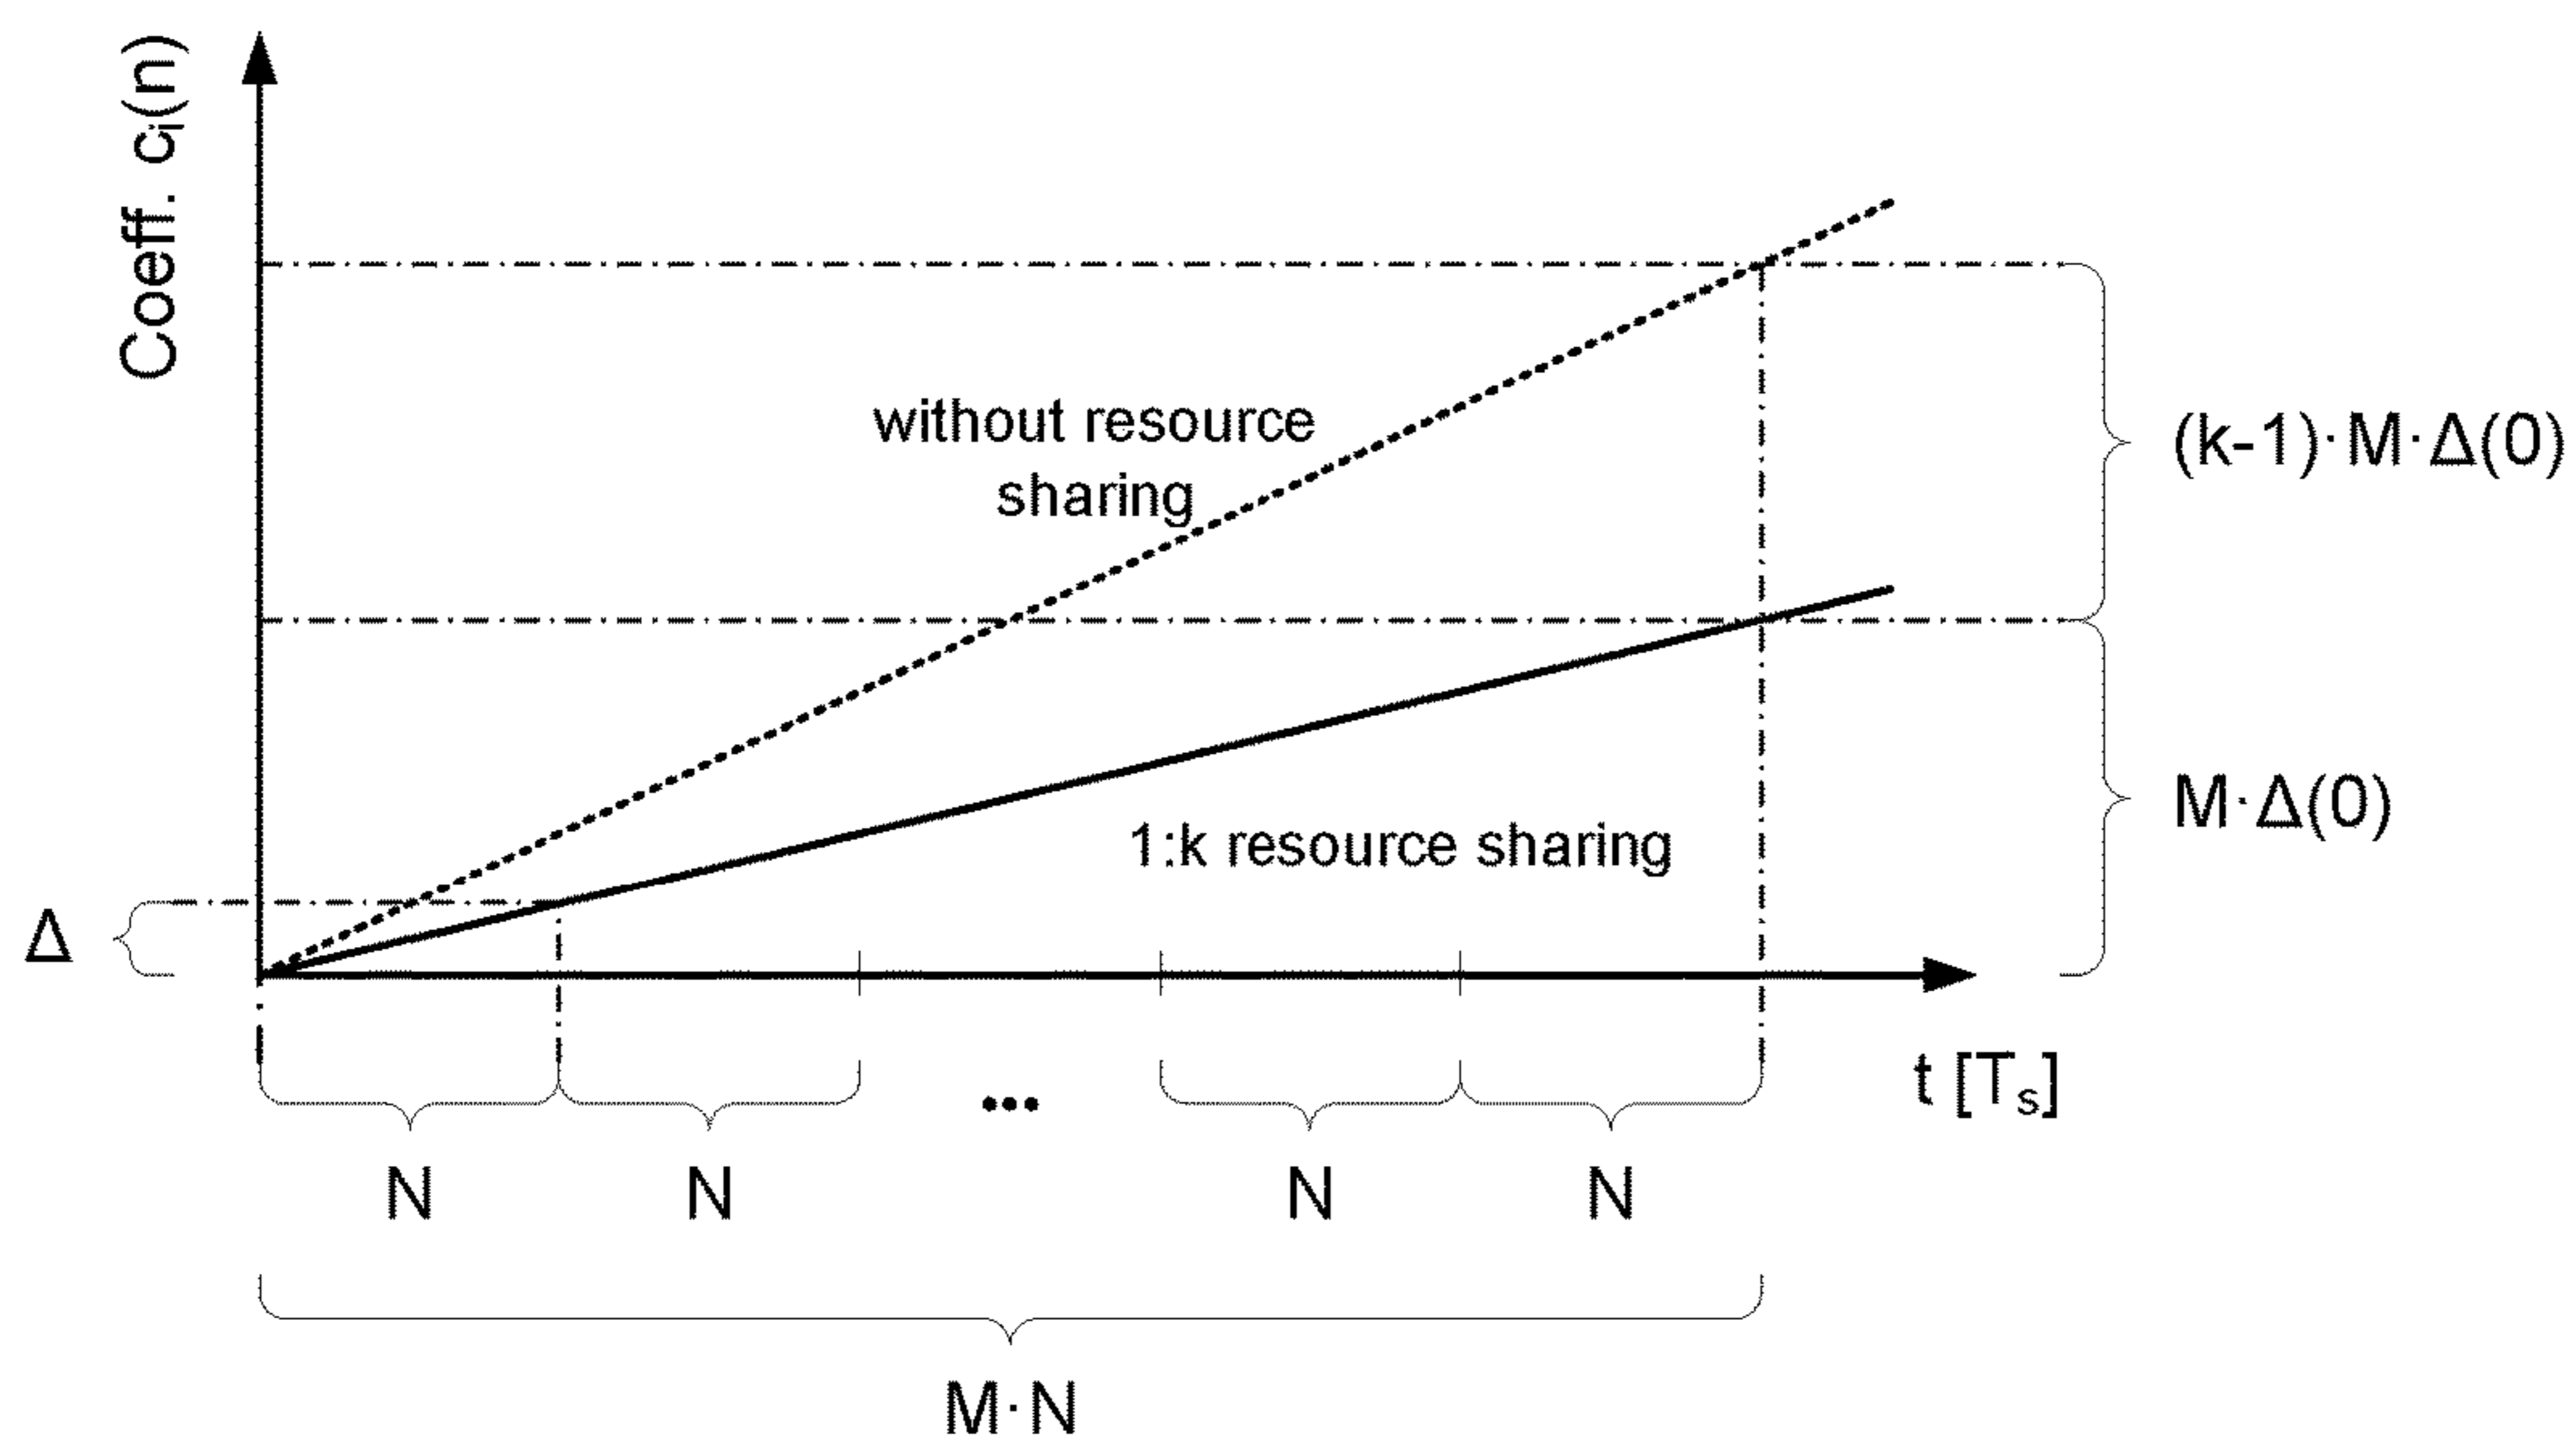 Coeff. cᵢ(n)
without resource
sharing
(k-1)·M·Δ(0)
1:k resource sharing
M·Δ(0)
Δ
t [Tₛ]
N
N
•••
N
N
M·N